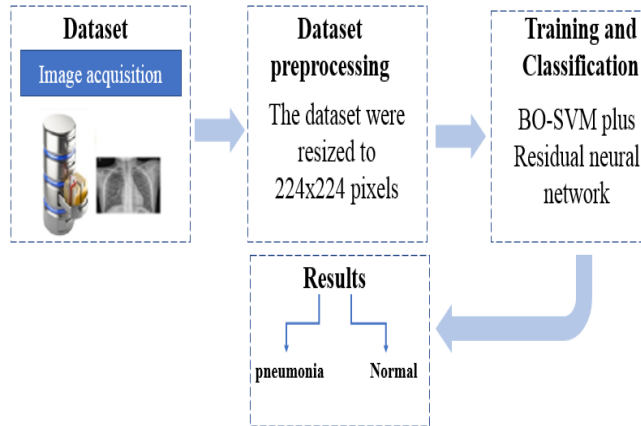 Dataset
Image acquisition
Dataset
preprocessing
The dataset were
resized to
224x224 pixels
Training and
Classification
BO-SVM plus
Residual neural
network
Results
pneumonia
Normal